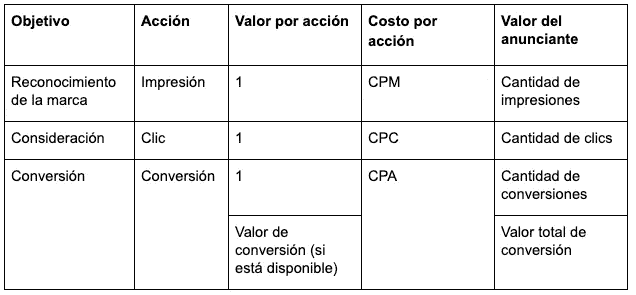 Objetivo Acción Valor por acción Costo por acción Valor del anunciante
Reconocimiento de la marca Impresión 1 CPM Cantidad de impresiones
Consideración Clic 1 CPC Cantidad de clics
Conversión Conversión 1 CPA Cantidad de conversiones
Valor de conversión (si está disponible) Valor total de conversión